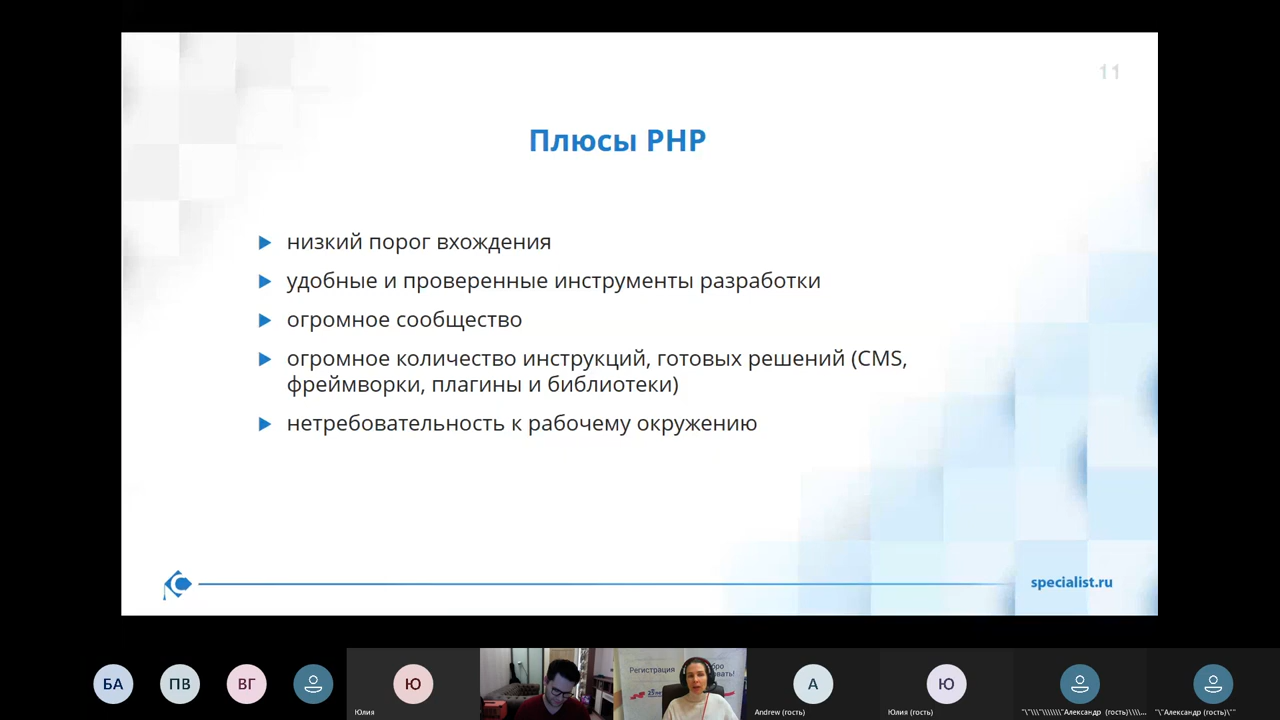 11
Плюсы PHP
низкий порог вхождения
удобные и проверенные инструменты разработки
огромное сообщество
огромное количество инструкций, готовых решений (CMS,
фреймворки, плагины и библиотеки)
нетребовательность к рабочему окружению
specialist.ru
БА
ПВ
ВГ
Ю
Юлия
Регистрация
A
Andrew (гость)
Ю
Юлия (гость)
"\"\\\"\\\\\\\"Александр (гость)\\\\...
"\"Александр (гость)\""